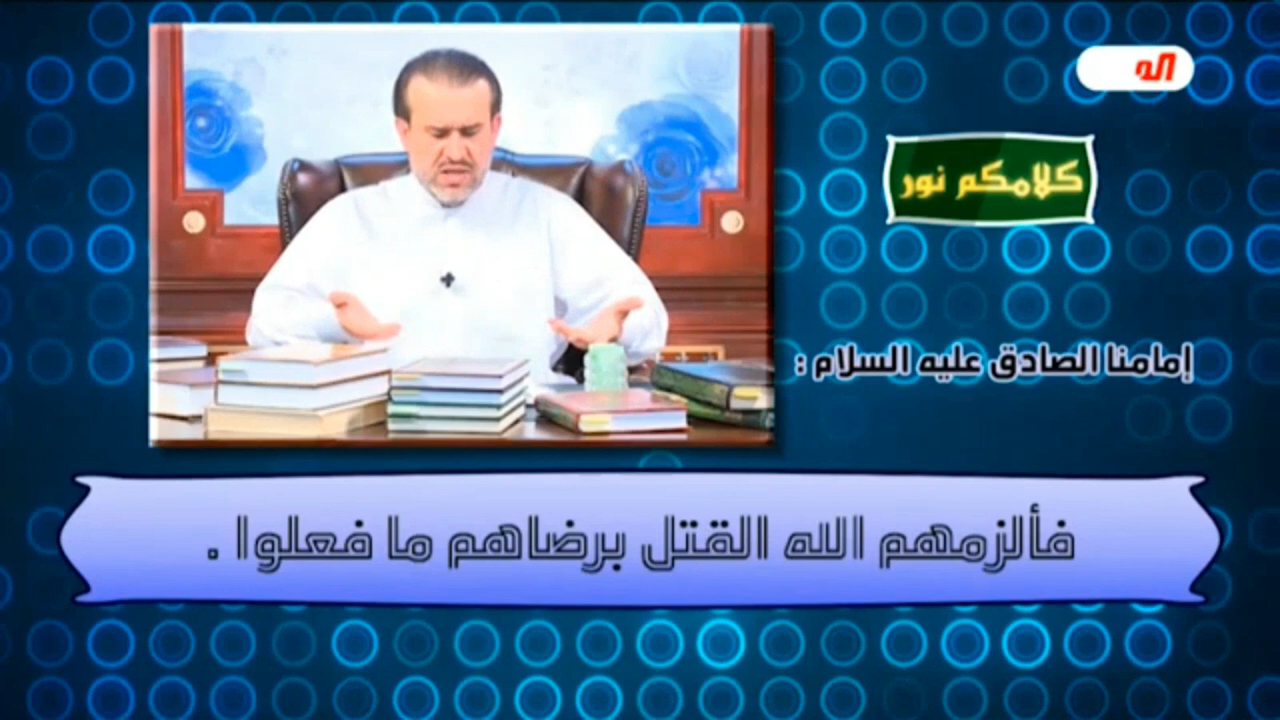 كلامكم نور
إمامنا الصادق عليه السلام :
فألزمهم الله القتل برضاهم ما فعلوا .